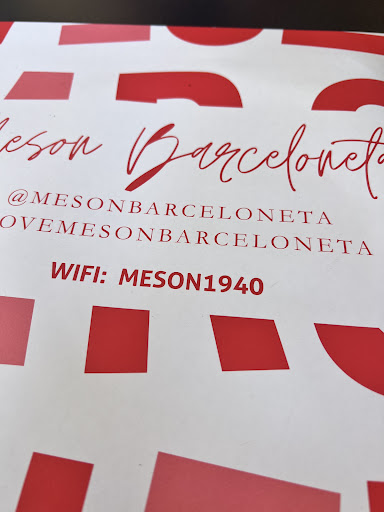 Meson Barceloneta
@MESONBARCELONETA
OVEMESONBARCELONETA
WIFI: MESON1940